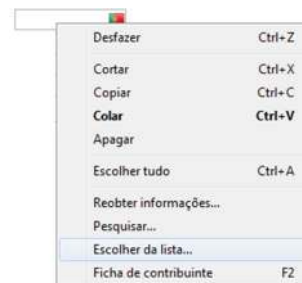 Desfazer Ctrl+Z
Cortar Ctrl+X
Copiar Ctrl+C
Colar Ctrl+V
Apagar
Escolher tudo Ctrl+A
Reobter informações...
Pesquisar...
Escolher da lista...
Ficha de contribuinte F2